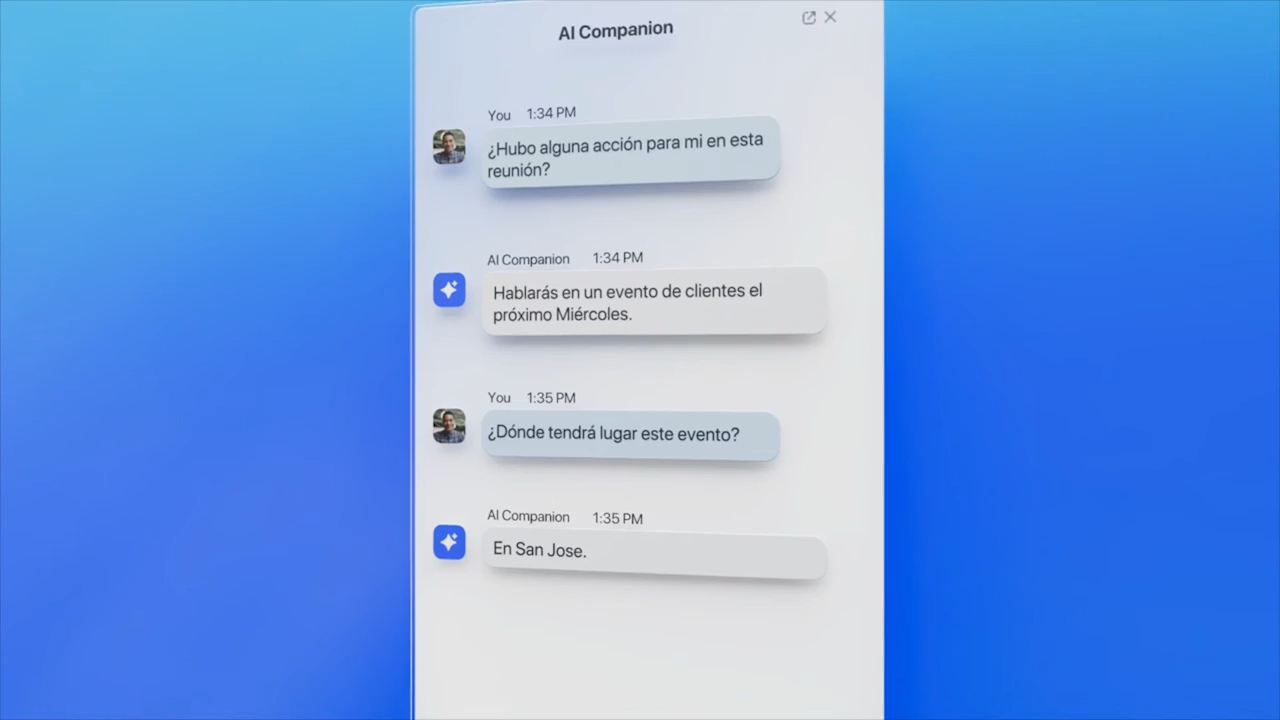 AI Companion
You 1:34 PM
¿Hubo alguna acción para mi en esta
reunión?
AI Companion 1:34 PM
Hablarás en un evento de clientes el
próximo Miércoles.
You 1:35 PM
¿Dónde tendrá lugar este evento?
AI Companion 1:35 PM
En San Jose.